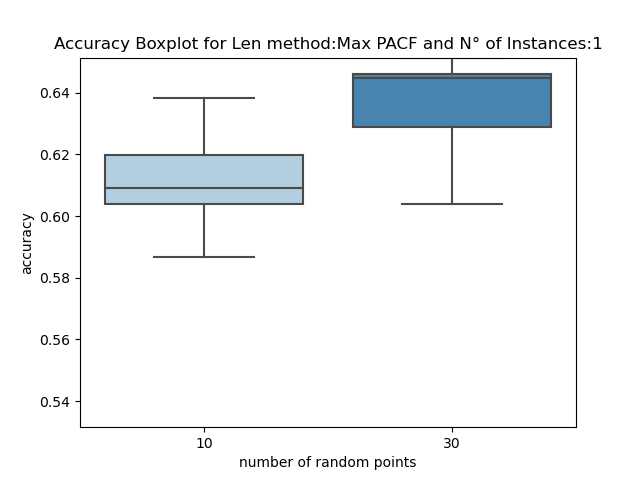 Accuracy Boxplot for Len method:Max PACF and N° of Instances:1
accuracy
0.64
0.62
0.60
0.58
0.56
0.54
10
30
number of random points